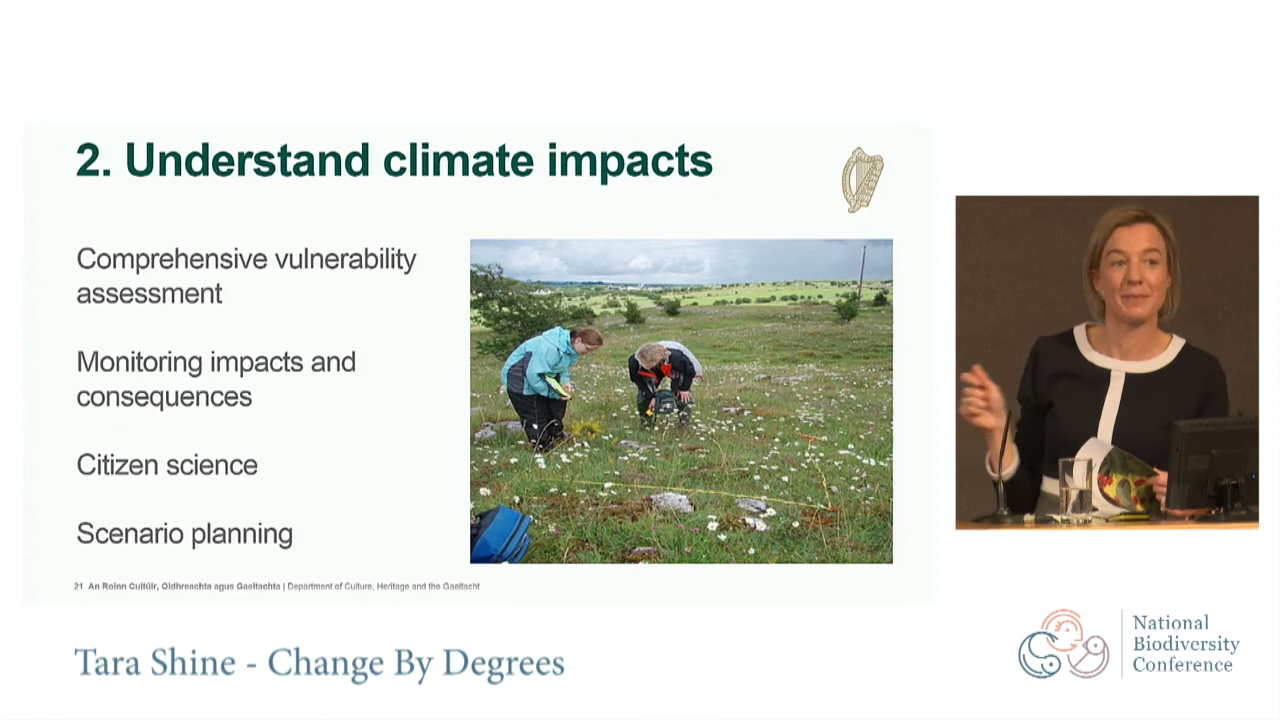 2. Understand climate impacts
Comprehensive vulnerability
assessment
Monitoring impacts and
consequences
Citizen science
Scenario planning
21 An Roinn Cultúir, Oidhreachta agus Gaeltachta | Department of Culture, Heritage and the Gaeltacht
Tara Shine - Change By Degrees
National
Biodiversity
Conference